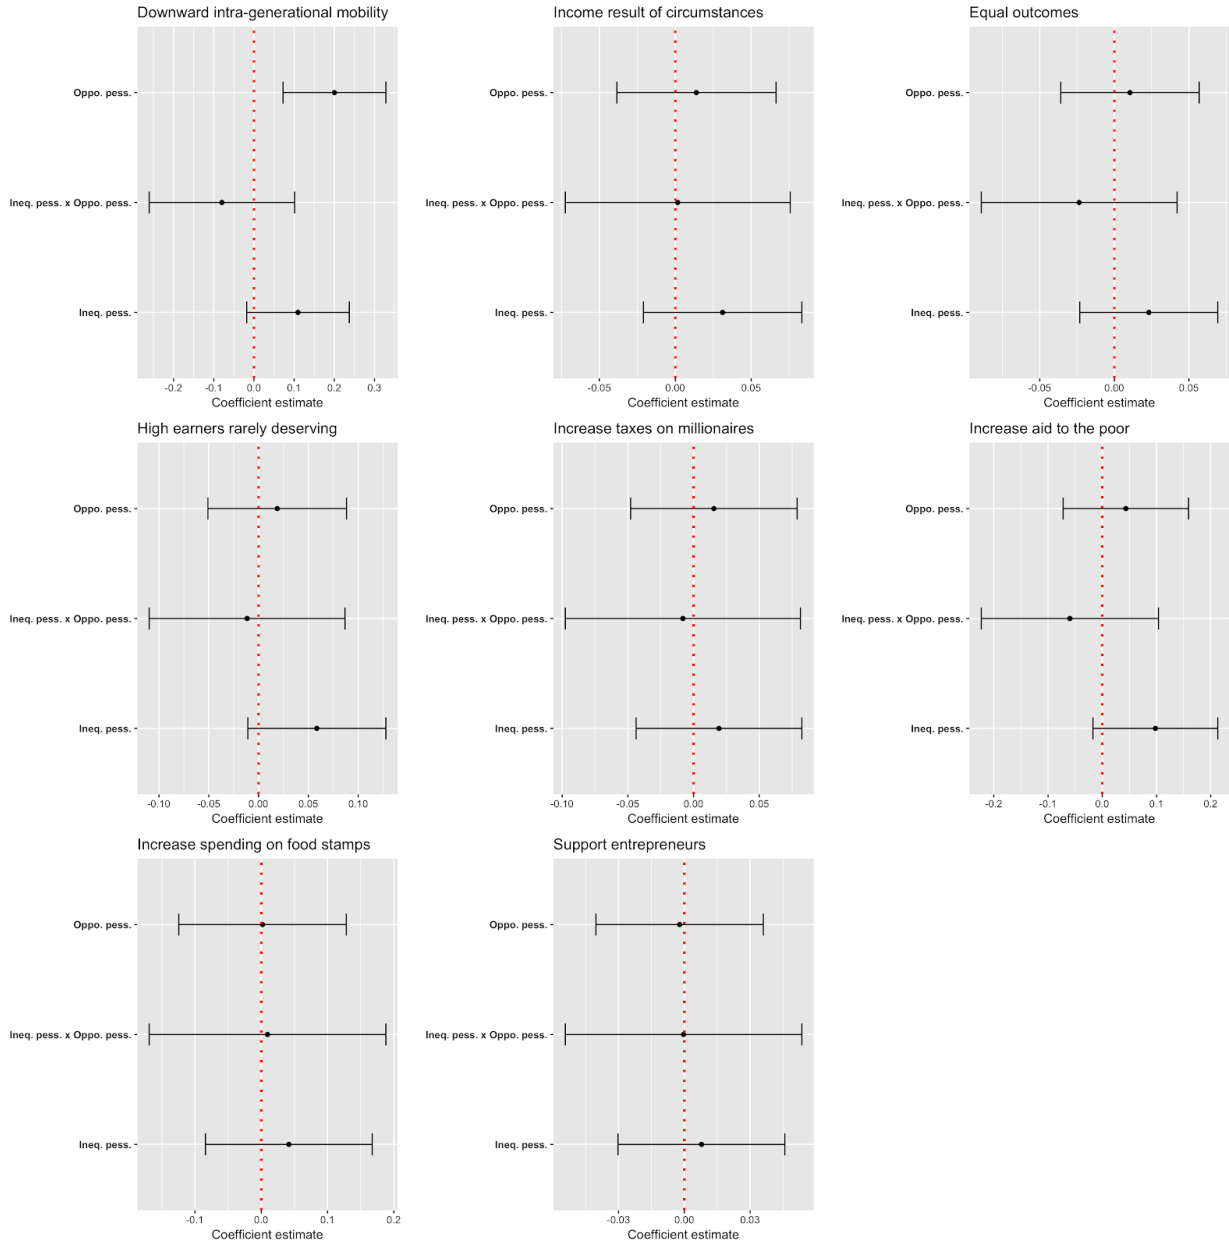 Downward intra-generational mobility
Oppo. pess.
Ineq. pess. x Oppo. pess.
Ineq. pess.
-0.2 -0.1 0.0 0.1 0.2 0.3
Coefficient estimate
Income result of circumstances
Oppo. pess.
Ineq. pess. x Oppo. pess.
Ineq. pess.
-0.05 0.00 0.05
Coefficient estimate
Equal outcomes
Oppo. pess.
Ineq. pess. x Oppo. pess.
Ineq. pess.
-0.05 0.00 0.05
Coefficient estimate
High earners rarely deserving
Oppo. pess.
Ineq. pess. x Oppo. pess.
Ineq. pess.
-0.10 -0.05 0.00 0.05 0.10
Coefficient estimate
Increase taxes on millionaires
Oppo. pess.
Ineq. pess. x Oppo. pess.
Ineq. pess.
-0.10 -0.05 0.00 0.05
Coefficient estimate
Increase aid to the poor
Oppo. pess.
Ineq. pess. x Oppo. pess.
Ineq. pess.
-0.2 -0.1 0.0 0.1 0.2
Coefficient estimate
Increase spending on food stamps
Oppo. pess.
Ineq. pess. x Oppo. pess.
Ineq. pess.
-0.1 0.0 0.1 0.2
Coefficient estimate
Support entrepreneurs
Oppo. pess.
Ineq. pess. x Oppo. pess.
Ineq. pess.
-0.03 0.00 0.03
Coefficient estimate